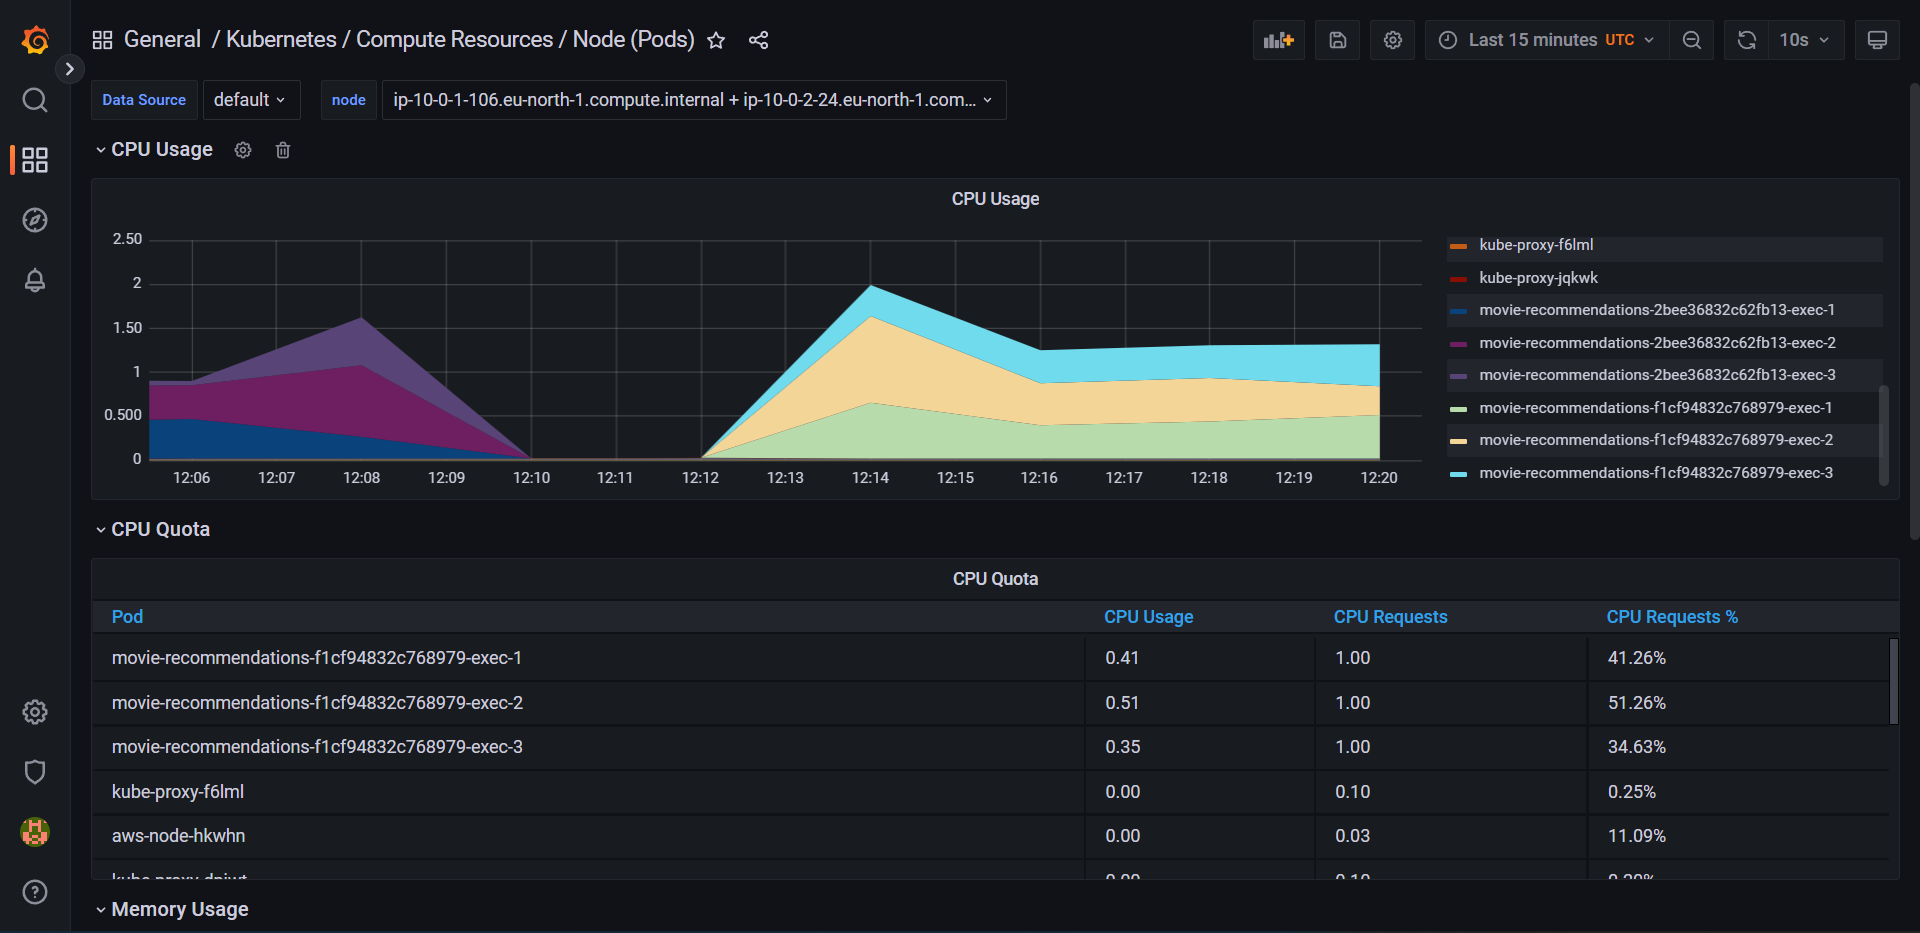 General / Kubernetes / Compute Resources / Node (Pods)
Last 15 minutes UTC
10s
Data Source
default
node
ip-10-0-1-106.eu-north-1.compute.internal + ip-10-0-2-24.eu-north-1.com...
CPU Usage
CPU Usage
2.50
2
1.50
1
0.500
0
12:06 12:07 12:08 12:09 12:10 12:11 12:12 12:13 12:14 12:15 12:16 12:17 12:18 12:19 12:20
kube-proxy-f6lml
kube-proxy-jqkwk
movie-recommendations-2bee36832c62fb13-exec-1
movie-recommendations-2bee36832c62fb13-exec-2
movie-recommendations-2bee36832c62fb13-exec-3
movie-recommendations-f1cf94832c768979-exec-1
movie-recommendations-f1cf94832c768979-exec-2
movie-recommendations-f1cf94832c768979-exec-3
CPU Quota
CPU Quota
Pod CPU Usage CPU Requests CPU Requests %
movie-recommendations-f1cf94832c768979-exec-1 0.41 1.00 41.26%
movie-recommendations-f1cf94832c768979-exec-2 0.51 1.00 51.26%
movie-recommendations-f1cf94832c768979-exec-3 0.35 1.00 34.63%
kube-proxy-f6lml 0.00 0.10 0.25%
aws-node-hkwhn 0.00 0.03 11.09%
Memory Usage